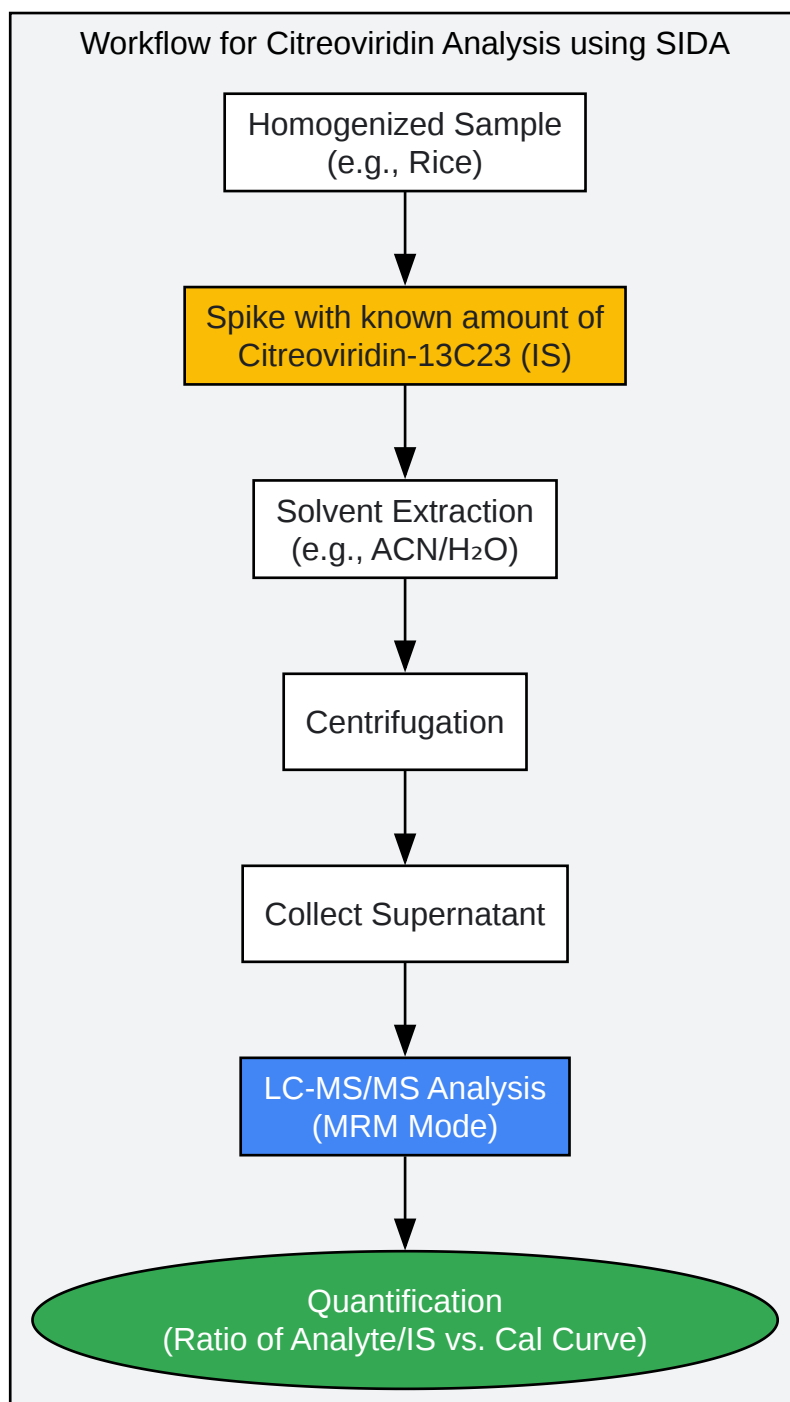 Workflow for Citreoviridin Analysis using SIDA
Homogenized Sample
(e.g., Rice)
Spike with known amount of
Citreoviridin-13C23 (IS)
Solvent Extraction
(e.g., ACN/H₂O)
Centrifugation
Collect Supernatant
LC-MS/MS Analysis
(MRM Mode)
Quantification
(Ratio of Analyte/IS vs. Cal Curve)